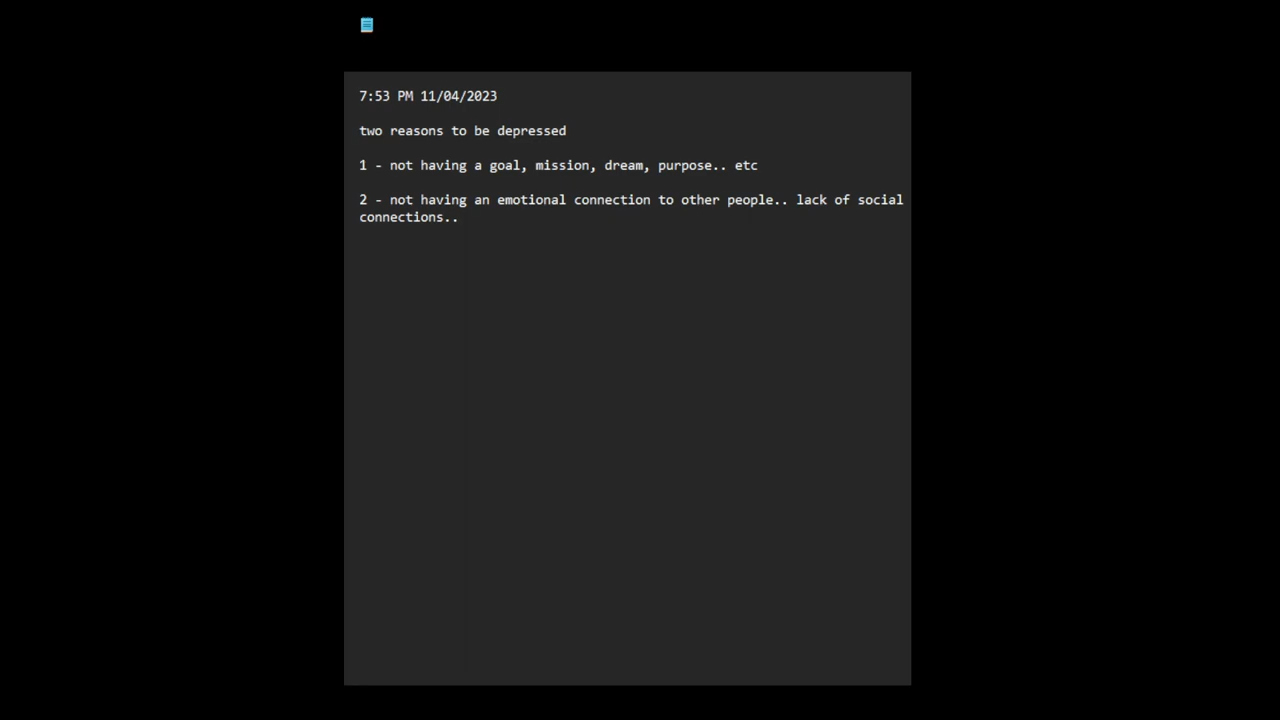 7:53 PM 11/04/2023
two reasons to be depressed
1 - not having a goal, mission, dream, purpose.. etc
2 - not having an emotional connection to other people.. lack of social
connections..